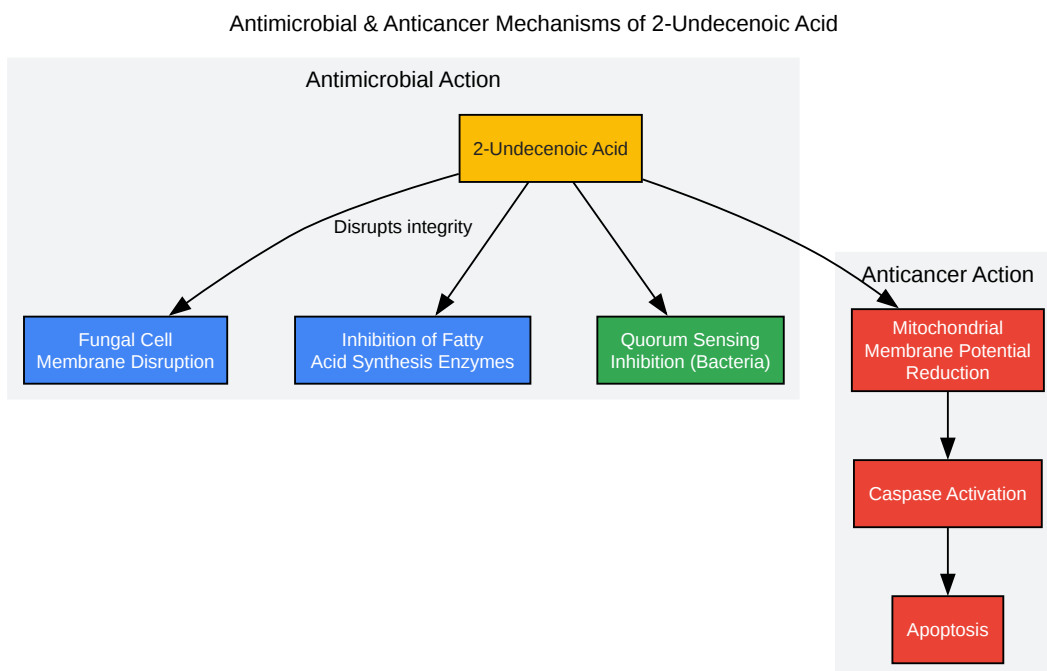 Antimicrobial & Anticancer Mechanisms of 2-Undecenoic Acid
Antimicrobial Action
2-Undecenoic Acid
Disrupts integrity
Anticancer Action
Fungal Cell
Membrane Disruption
Inhibition of Fatty
Acid Synthesis Enzymes
Quorum Sensing
Inhibition (Bacteria)
Mitochondrial
Membrane Potential
Reduction
Caspase Activation
Apoptosis